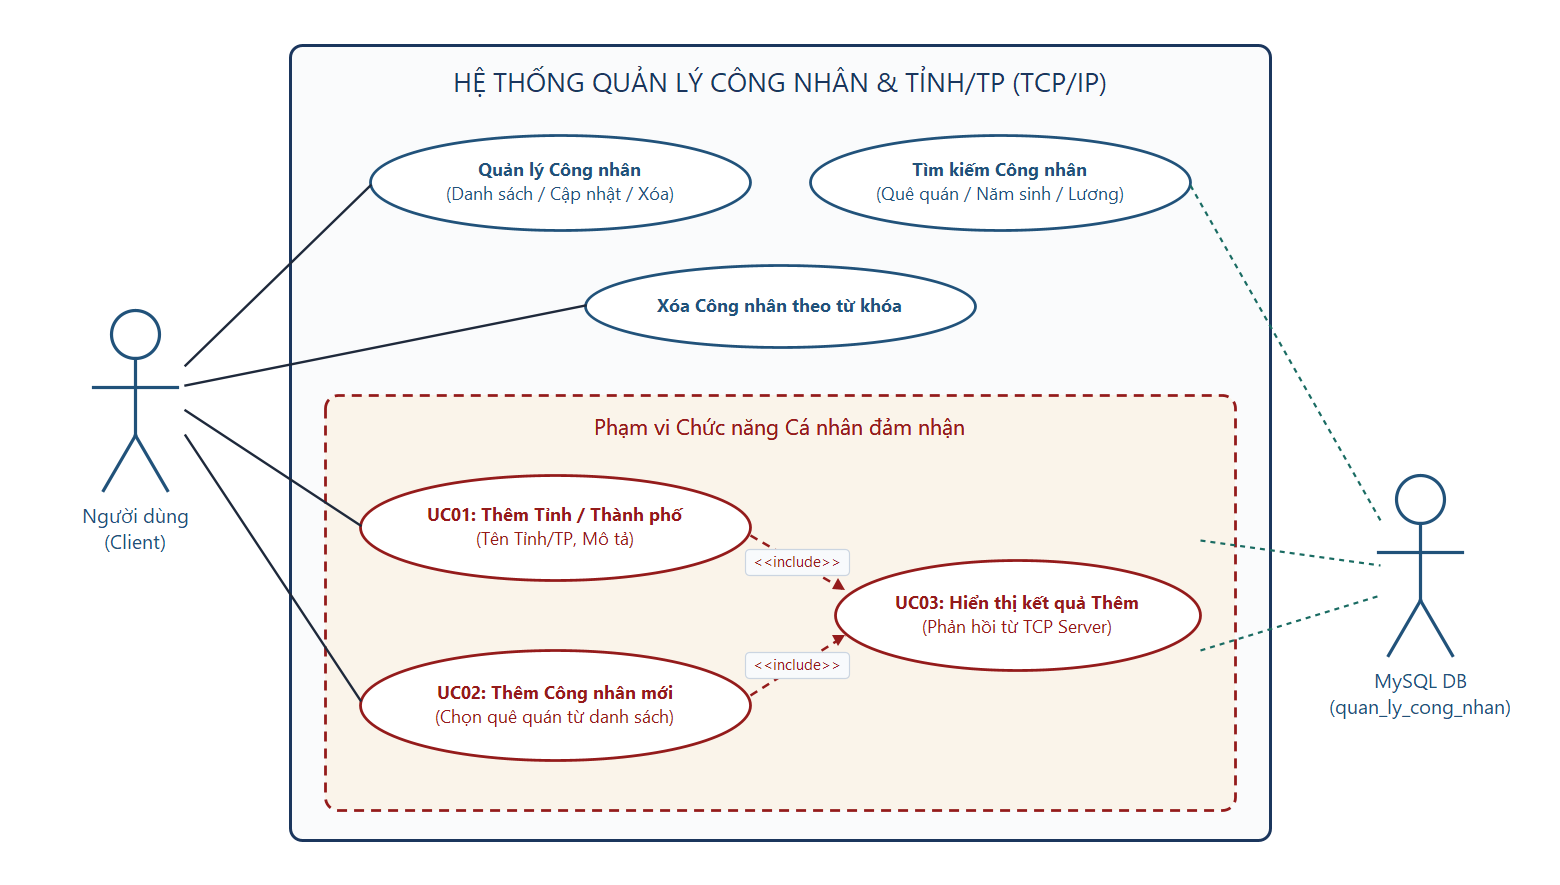 HỆ THỐNG QUẢN LÝ CÔNG NHÂN & TỈNH/TP (TCP/IP)
Quản lý Công nhân
(Danh sách / Cập nhật / Xóa)
Tìm kiếm Công nhân
(Quê quán / Năm sinh / Lương)
Xóa Công nhân theo từ khóa
Người dùng
(Client)
Phạm vi Chức năng Cá nhân đảm nhận
UC01: Thêm Tỉnh / Thành phố
(Tên Tỉnh/TP, Mô tả)
<<include>>
UC03: Hiển thị kết quả Thêm
(Phản hồi từ TCP Server)
<<include>>
UC02: Thêm Công nhân mới
(Chọn quê quán từ danh sách)
MySQL DB
(quan_ly_cong_nhan)